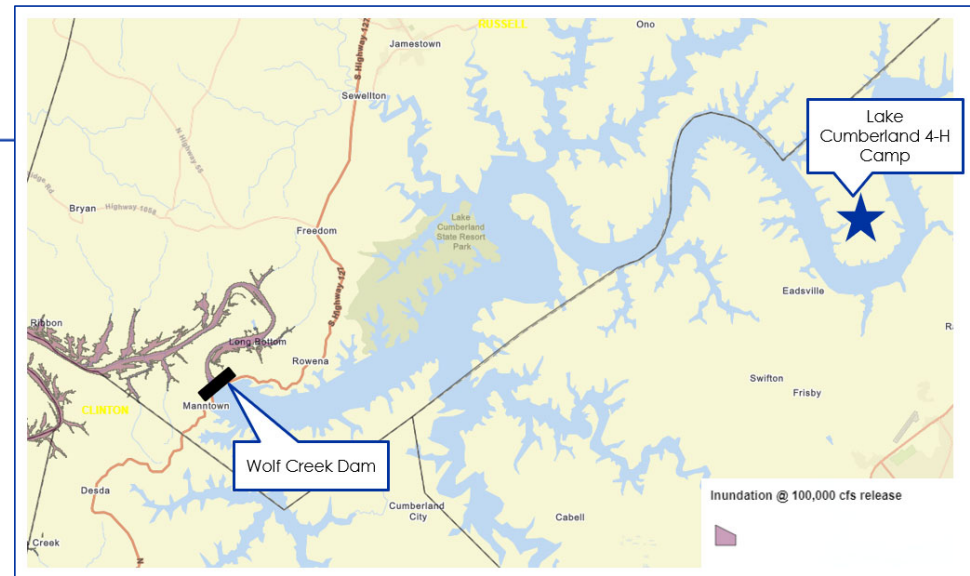 RUSSELL
Ono
Jamestown
S Highway-127
Sewellton
Lake
Cumberland 4-H
Camp
N Highway-55
Bryan
Highway-1058
Freedom
Lake
Cumberland
State Resort
Park
S Highway-127
Eadsville
Ribbon
Long Bottom
Rowena
Swifton
Frisby
Manntown
CLINTON
Wolf Creek Dam
Desda
Cumberland
City
Cabell
Creek
Inundation @ 100,000 cfs release